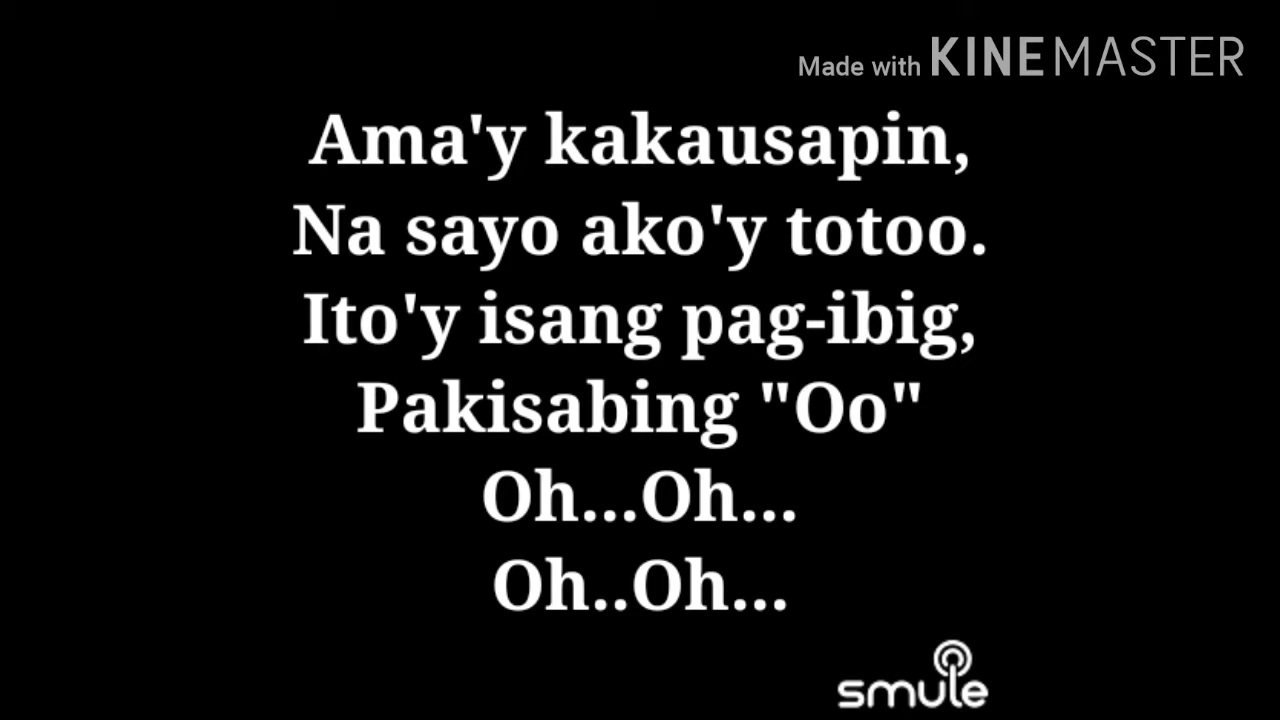 Made with KINEMASTER
Ama'y kakausapin,
Na sayo ako'y totoo.
Ito'y isang pag-ibig,
Pakisabing "Oo"
Oh...Oh...
Oh..Oh...
smule